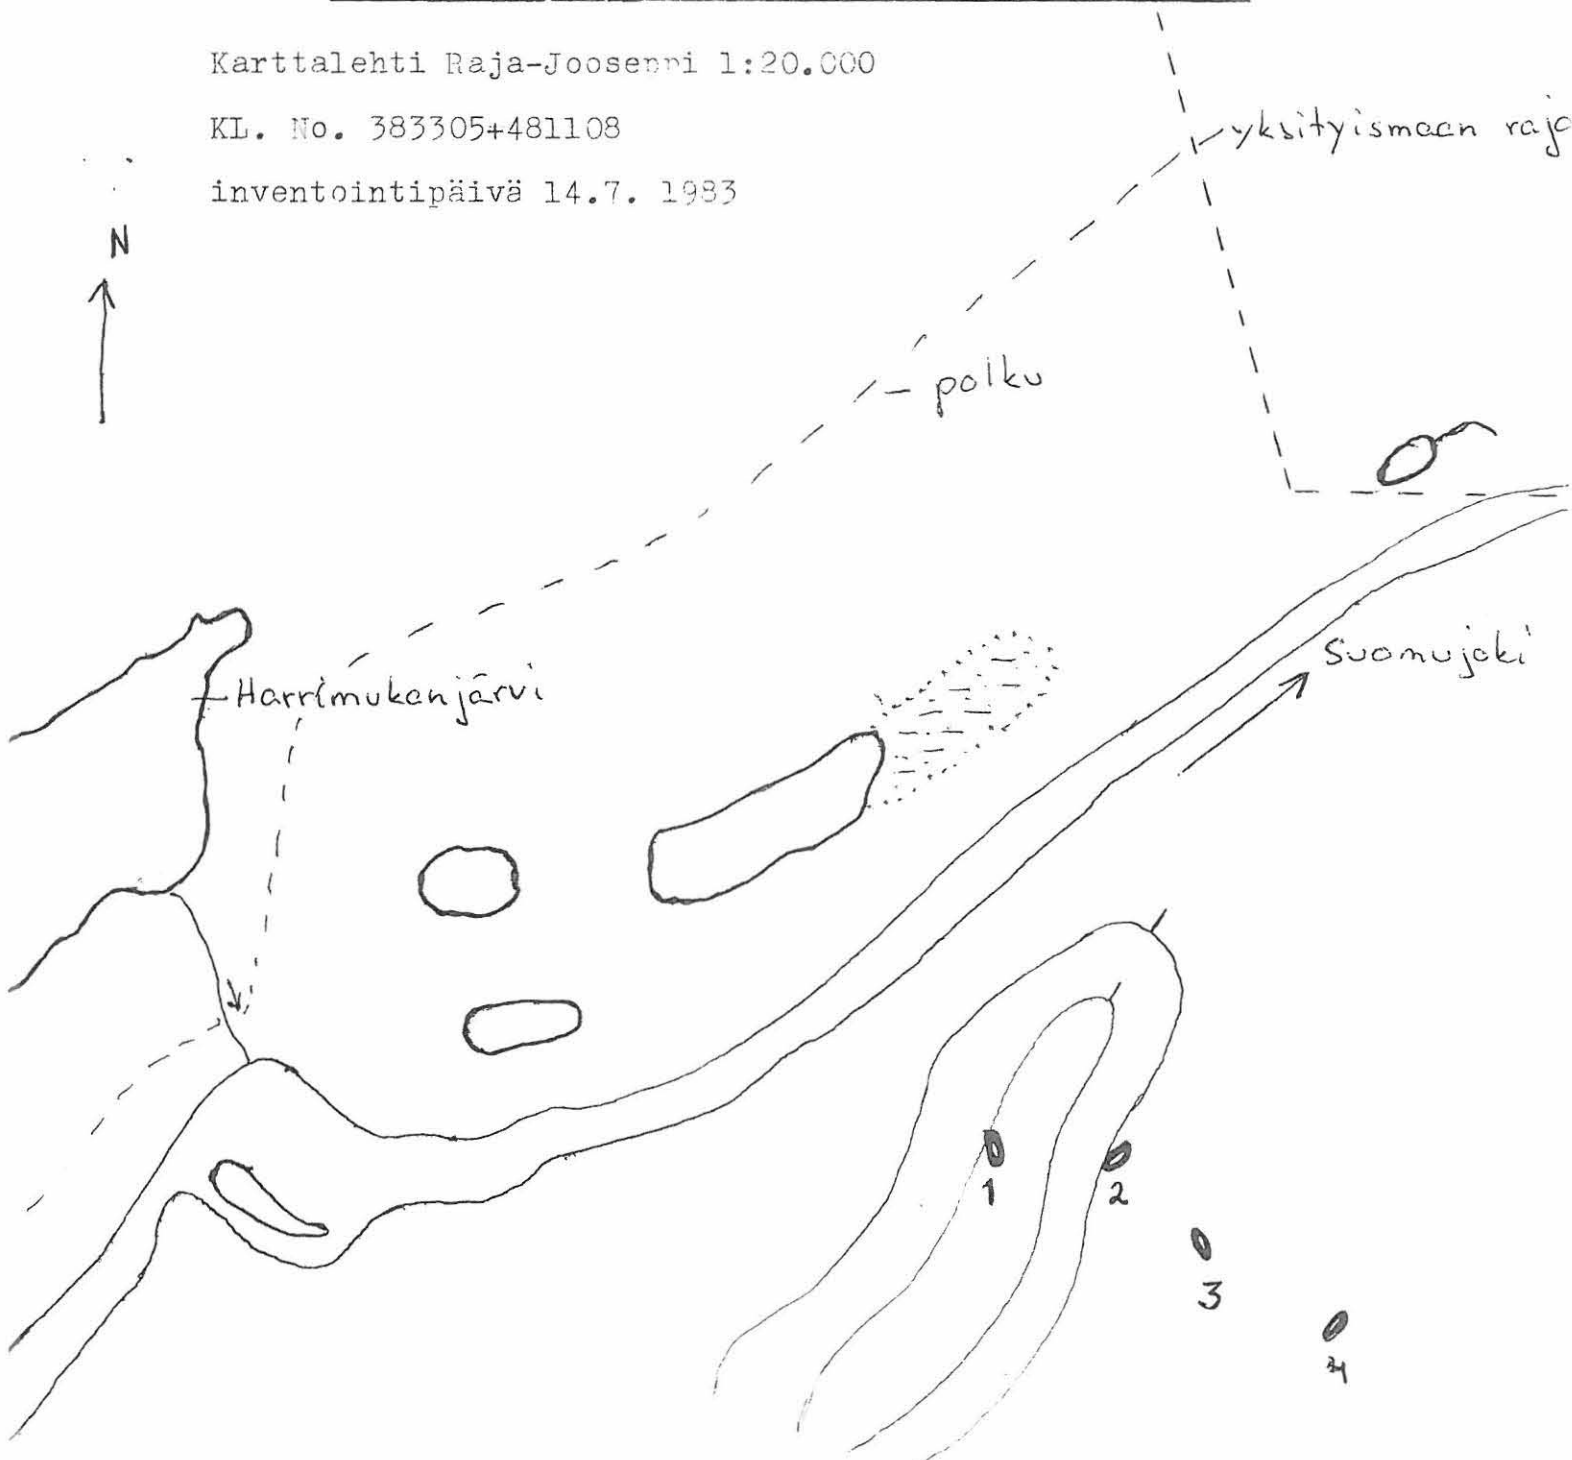 Karttalehti Raja-Joosenri 1:20.000
KL. No. 383305+481108
inventointipäivä 14.7. 1983
N
yksityismaan raja
polku
Harrimukanjärvi
Suomujoki
1
2
3
4